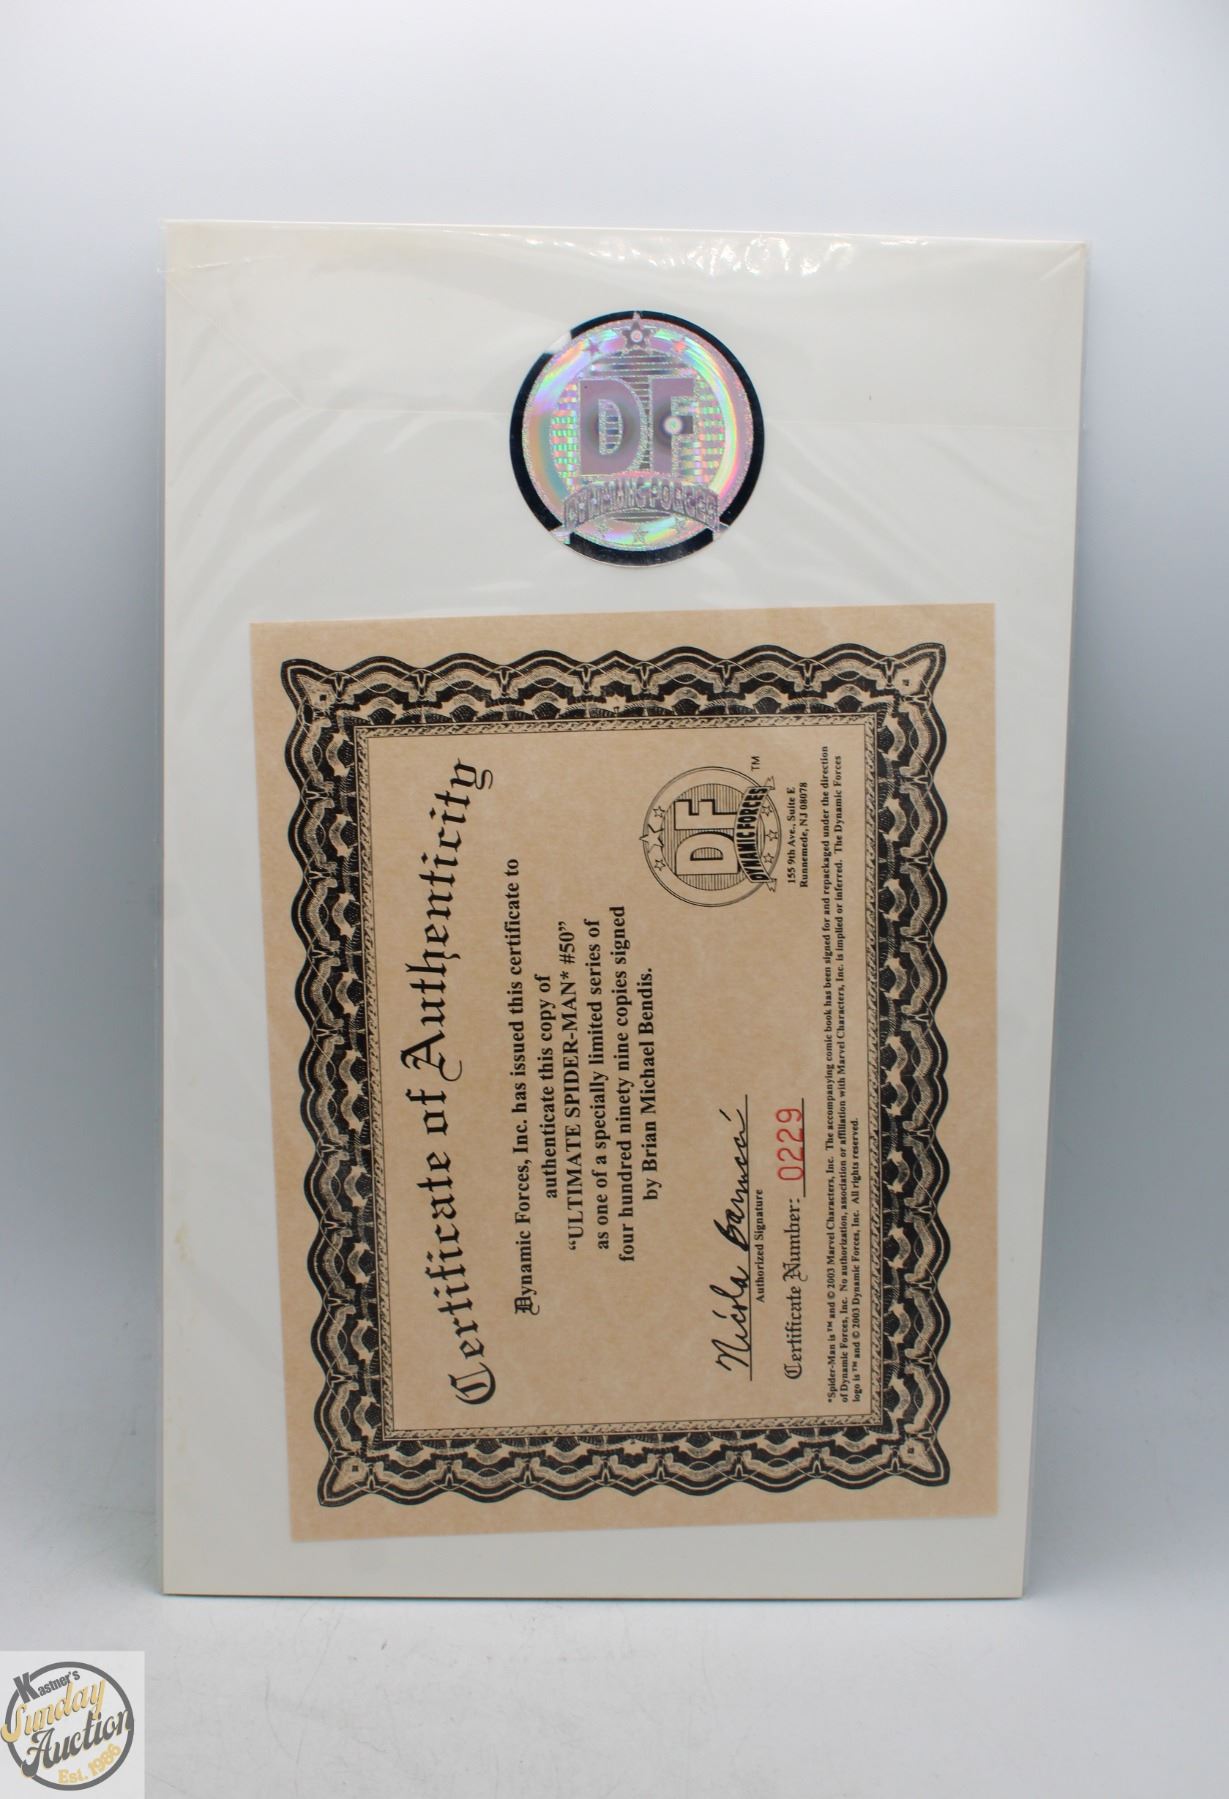 DF
DYNAMIC FORCES
Certificate of Authenticity
Dynamic Forces, Inc. has issued this certificate to
authenticate this copy of
“ULTIMATE SPIDER-MAN* #50”
as one of a specially limited series of
four hundred ninety nine copies signed
by Brian Michael Bendis.
Nicola Barrucci
Authorized Signature
Certificate Number: 0229
DF
DYNAMIC FORCES
TM
155 9th Ave., Suite E
Runnemede, NJ 08078
*Spider-Man is ™ and © 2003 Marvel Characters, Inc. The accompanying comic book has been signed for and repackaged under the direction
of Dynamic Forces, Inc. No authorization, association or affiliation with Marvel Characters, Inc. is implied or inferred. The Dynamic Forces
logo is ™ and © 2003 Dynamic Forces, Inc. All rights reserved.
Kastner's
Sunday
Auction
Est. 1986